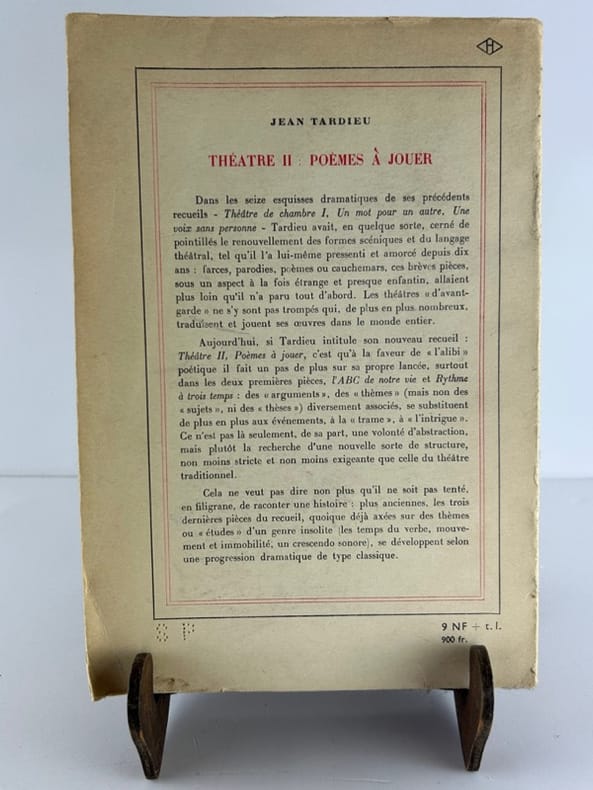 H
JEAN TARDIEU
THÉATRE II : POÈMES À JOUER
Dans les seize esquisses dramatiques de ses précédents
recueils - Théâtre de chambre I, Un mot pour un autre, Une
voix sans personne - Tardieu avait, en quelque sorte, cerné de
pointillés le renouvellement des formes scéniques et du langage
théâtral, tel qu'il l'a lui-même pressenti et amorcé depuis dix
ans : farces, parodies, poèmes ou cauchemars, ces brèves pièces,
sous un aspect à la fois étrange et presque enfantin, allaient
plus loin qu'il n'a paru tout d'abord. Les théâtres « d'avant-
garde » ne s'y sont pas trompés qui, de plus en plus nombreux,
traduisent et jouent ses œuvres dans le monde entier.
Aujourd'hui, si Tardieu intitule son nouveau recueil :
Théâtre II, Poèmes à jouer, c'est qu'à la faveur de « l'alibi »
poétique il fait un pas de plus sur sa propre lancée, surtout
dans les deux premières pièces, l'ABC de notre vie et Rythme
à trois temps : des « arguments », des « thèmes » (mais non des
« sujets », ni des « thèses ») diversement associés, se substituent
de plus en plus aux événements, à la « trame », à « l'intrigue ».
Ce n'est pas là seulement, de sa part, une volonté d'abstraction,
mais plutôt la recherche d'une nouvelle sorte de structure,
non moins stricte et non moins exigeante que celle du théâtre
traditionnel.
Cela ne veut pas dire non plus qu'il ne soit pas tenté,
en filigrane, de raconter une histoire : plus anciennes, les trois
dernières pièces du recueil, quoique déjà axées sur des thèmes
ou « études » d'un genre insolite (les temps du verbe, mouve-
ment et immobilité, un crescendo sonore), se développent selon
une progression dramatique de type classique.
S P 9 NF + t. l.
900 fr.